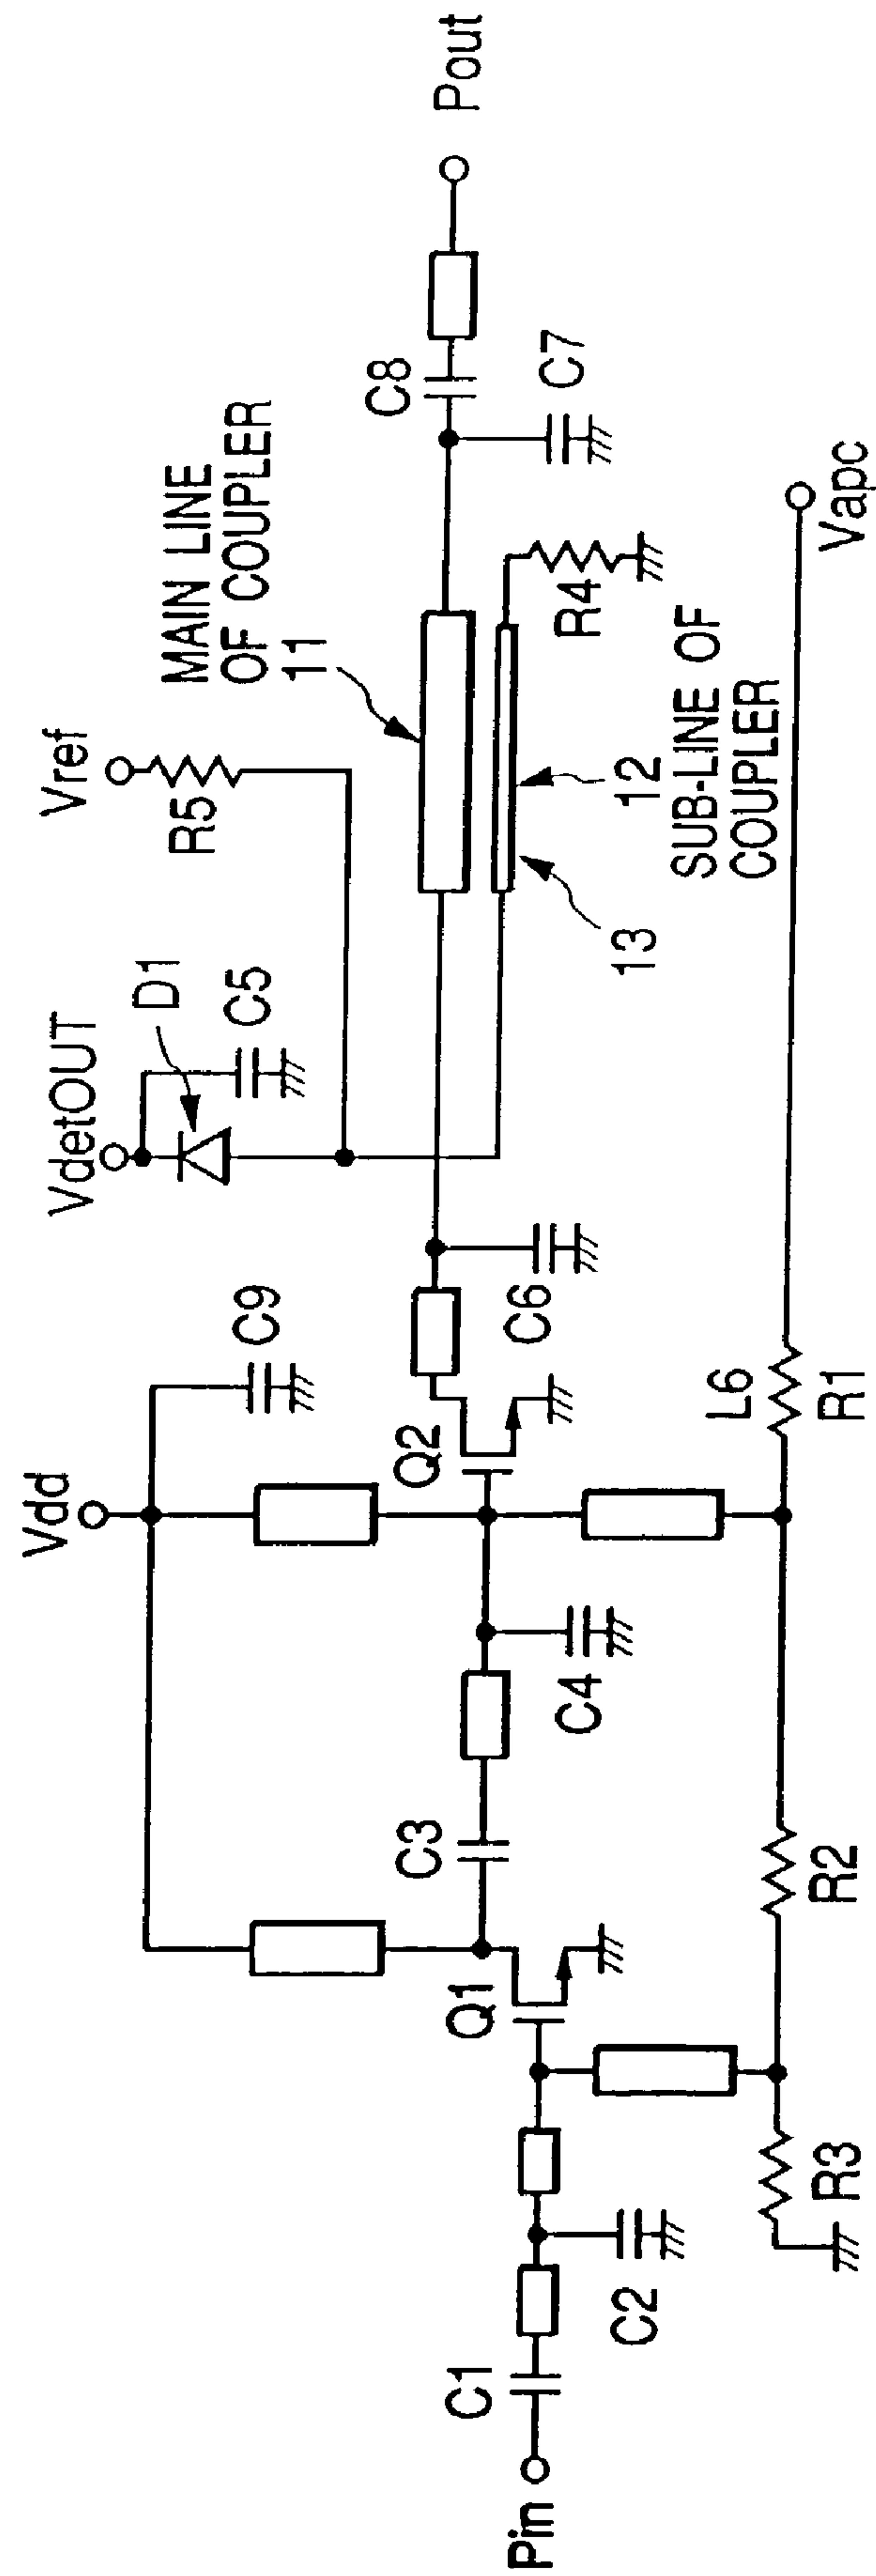 Vdd
C9
VdetOUT
D1
C5
Vref
R5
MAIN LINE
OF COUPLER
11
C8
Pout
C7
Q1
C3
C4
Q2
C6
13
12
SUB-LINE OF
COUPLER
R4
Pin
C1
C2
R3
R2
L6
R1
Vapc